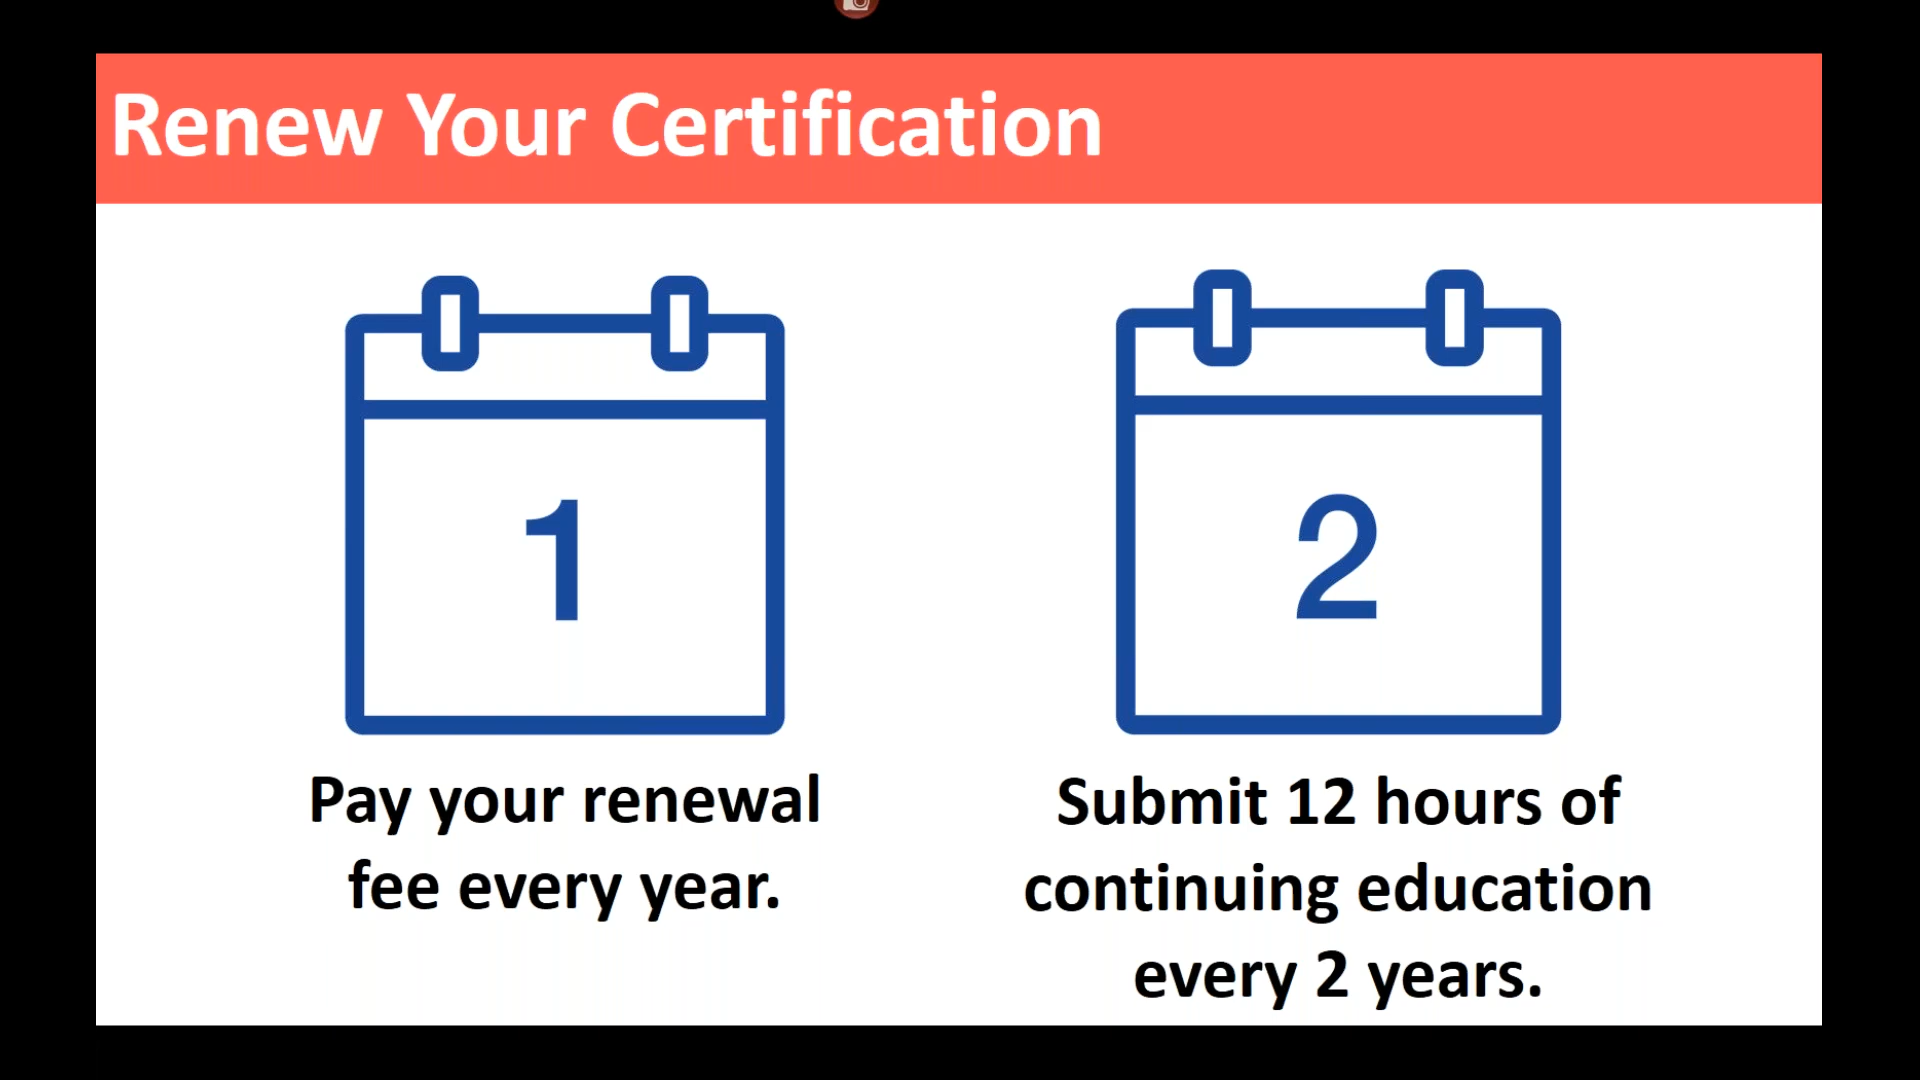 Renew Your Certification
1
2
Pay your renewal
fee every year.
Submit 12 hours of
continuing education
every 2 years.